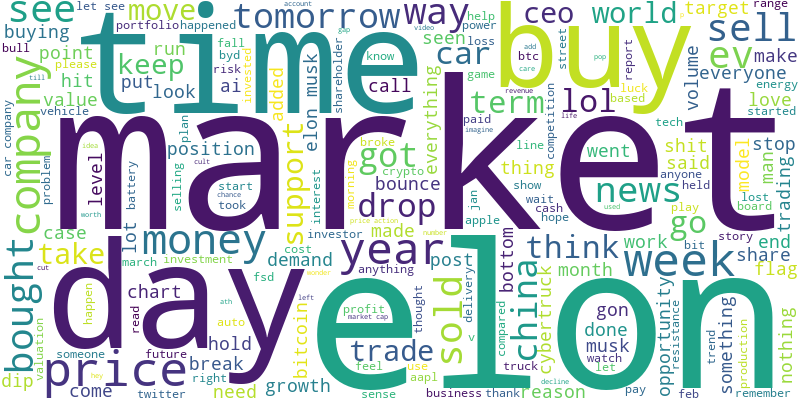 see
move
tomorrow
way
ceo
world
target
sell
let see
portfolio
happened
account
gap
video
help
power
er
buying
point
run
fall
byd
know
seen
loss
street
add
pop
volume
report
make
bull
please
hit
keep
put
look
till
risk
ai
call
car
btc
game
care
luck
based
ev
everyone
love
started
energy
value
time
buy
company
vehicle
added
invested
shareholder
term
lol
revenue
life
imagine
tech
shit
said
model
man
trading
stop
car company
problem
level
idea
plan
position
elon musk
support
got
everything
paid
line
competition
thing
went
anyone
held
battery
cult
start
chance
took
selling
morning
broke
crypto
bounce
show
wait
hope
cash
news
play
lost
board
market
worth
interest
drop
jan
apple
go
case
lot
money
investor
made
price action
number
year
used
story
end
take
march
investment
cost
demand
anything
post
bottom
think
work
bit
week
share
flag
bought
cut
happen
chart
read
fsd
wonder
trade
sold
china
month
cybertruck
opportunity
resistance
trend
something
production
nothing
day
elon
price
valuation
auto
ath
left
profit
market cap
thought
delivery
compared
v
gon
done
musk
watch
truck
let
dip
someone
hey
future
hold
break
bitcoin
feel
use
aapl
come
twitter
right
need
growth
sense
business
thank
decline
reason
pay
feb
remember